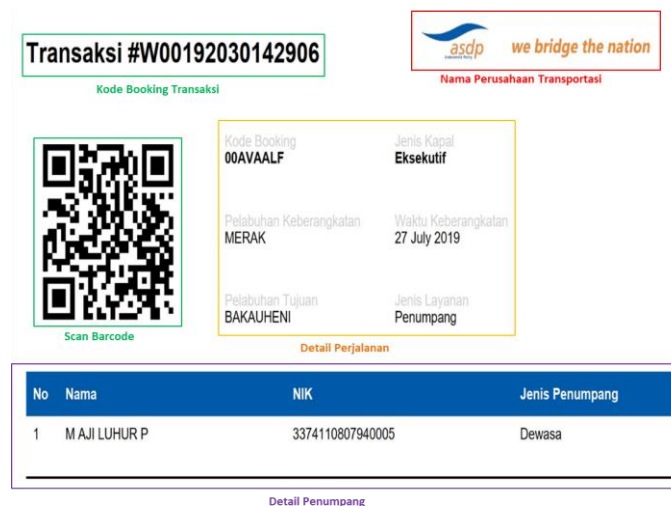 Transaksi #W00192030142906
Kode Booking Transaksi
asdp
we bridge the nation
Nama Perusahaan Transportasi
Kode Booking
00AVAALF
Jenis Kapal
Eksekutif
Pelabuhan Keberangkatan
MERAK
Waktu Keberangkatan
27 July 2019
Pelabuhan Tujuan
BAKAUHENI
Jenis Layanan
Penumpang
Scan Barcode
Detail Perjalanan
No Nama NIK Jenis Penumpang
1 M AJI LUHUR P 3374110807940005 Dewasa
Detail Penumpang